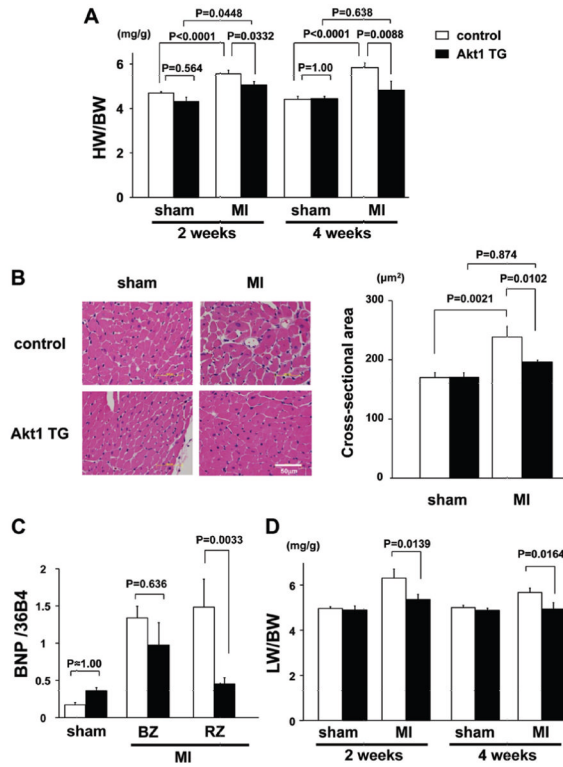 A
P=0.0448
P=0.638
control
Akt1 TG
(mg/g)
P<0.0001
P=0.0332
P<0.0001
P=0.0088
P=0.564
P=1.00
6
4
2
0
HW/BW
sham
MI
sham
MI
2 weeks
4 weeks
B
sham
MI
control
Akt1 TG
50μm
P=0.874
(μm²)
P=0.0102
P=0.0021
300
200
100
0
Cross-sectional area
sham
MI
C
P=0.0033
P=0.636
P≈1.00
2
1.5
1
0.5
0
BNP /36B4
sham
BZ
RZ
MI
D
(mg/g)
P=0.0139
P=0.0164
6
4
2
0
LW/BW
sham
MI
sham
MI
2 weeks
4 weeks